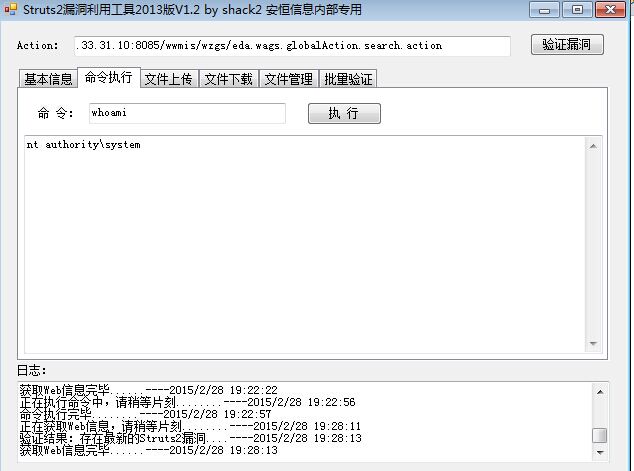 Struts2漏洞利用工具2013版V1.2 by shack2 安恒信息内部专用
Action: .33.31.10:8085/wwmis/wzgs/eda.wags.globalAction.search.action 验证漏洞
基本信息 命令执行 文件上传 文件下载 文件管理 批量验证
命 令: whoami 执 行
nt authority\system
日志:
获取Web信息完毕......----2015/2/28 19:22:22
正在执行命令中，请稍等片刻........----2015/2/28 19:22:56
命令执行完毕........----2015/2/28 19:22:57
正在获取Web信息，请稍等片刻........----2015/2/28 19:28:11
验证结果：存在最新的Struts2漏洞....----2015/2/28 19:28:13
获取Web信息完毕......----2015/2/28 19:28:13